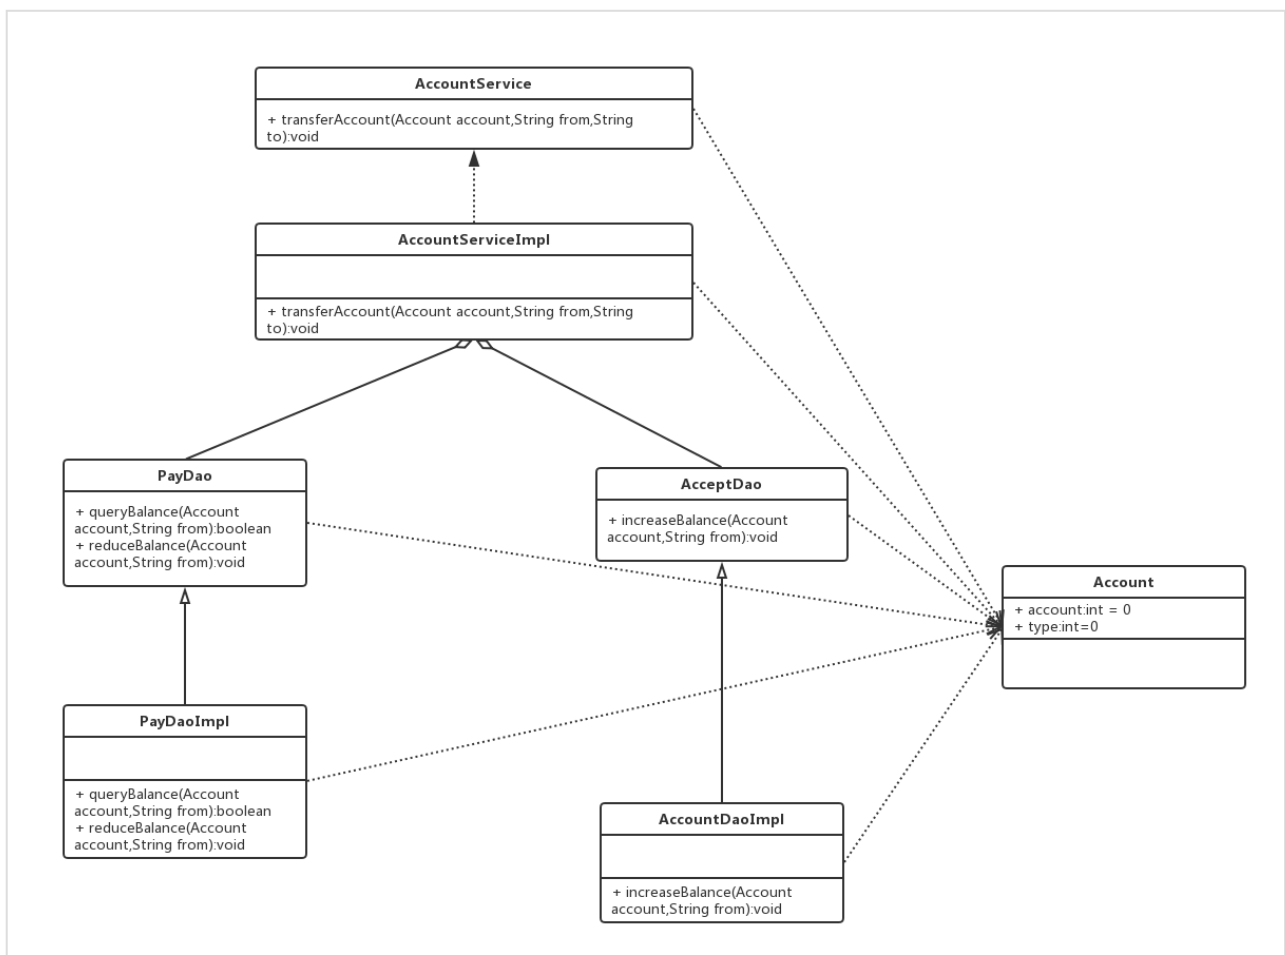 AccountService
+ transferAccount(Account account,String from,String
to):void
AccountServiceImpl
+ transferAccount(Account account,String from,String
to):void
PayDao
+ queryBalance(Account
account,String from):boolean
+ reduceBalance(Account
account,String from):void
AcceptDao
+ increaseBalance(Account
account,String from):void
Account
+ account:int = 0
+ type:int=0
PayDaoImpl
+ queryBalance(Account
account,String from):boolean
+ reduceBalance(Account
account,String from):void
AccountDaoImpl
+ increaseBalance(Account
account,String from):void